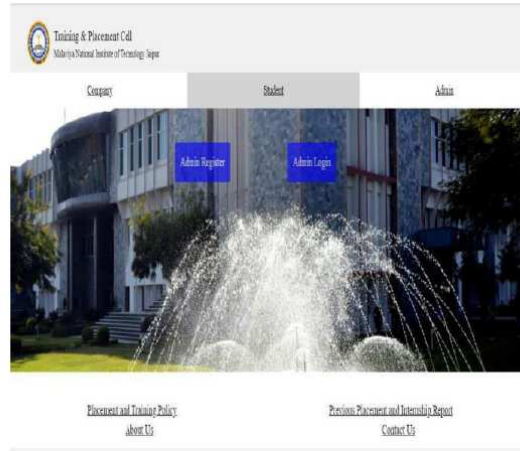 Training & Placement Cell
Malaviya National Institute of Technology Jaipur
Company Student Admin
Admin Register Admin Login
Placement and Training Policy Previous Placement and Internship Report
About Us Contact Us